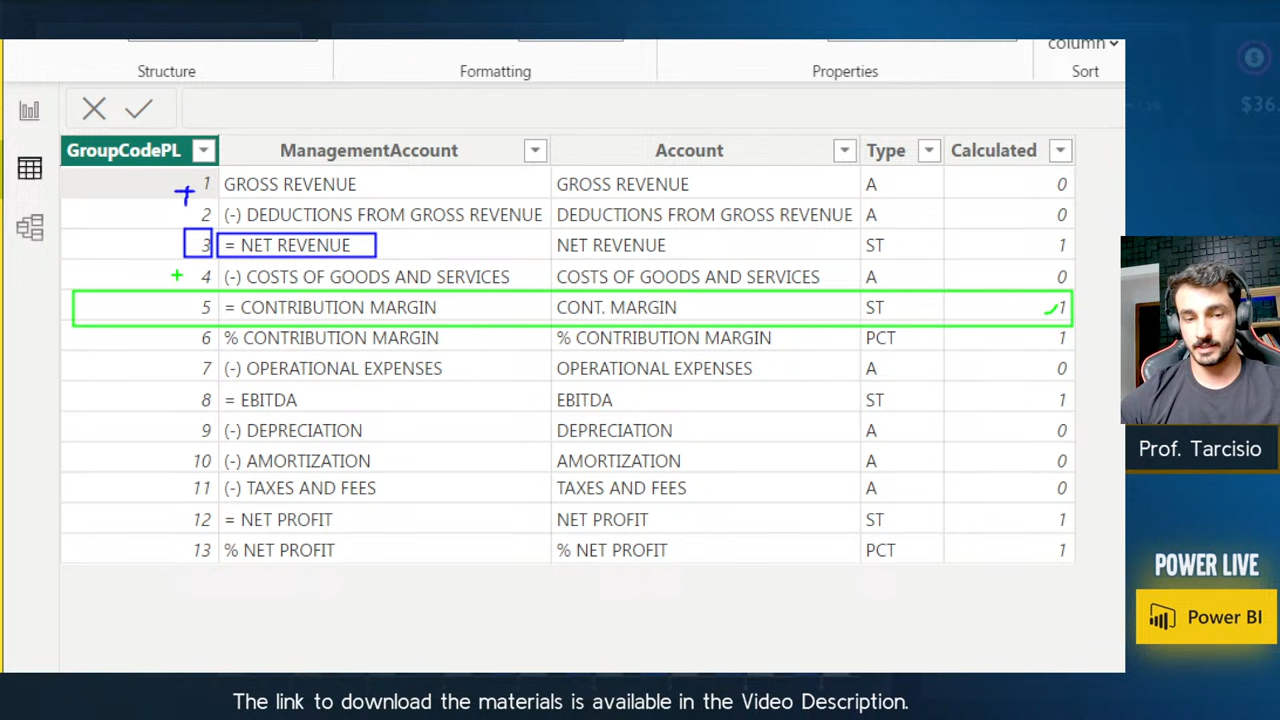 column
Structure
Formatting
Properties
Sort
$36.
GroupCodePL ManagementAccount Account Type Calculated
1 GROSS REVENUE GROSS REVENUE A 0
2 (-) DEDUCTIONS FROM GROSS REVENUE DEDUCTIONS FROM GROSS REVENUE A 0
3 = NET REVENUE NET REVENUE ST 1
4 (-) COSTS OF GOODS AND SERVICES COSTS OF GOODS AND SERVICES A 0
5 = CONTRIBUTION MARGIN CONT. MARGIN ST 1
6 % CONTRIBUTION MARGIN % CONTRIBUTION MARGIN PCT 1
7 (-) OPERATIONAL EXPENSES OPERATIONAL EXPENSES A 0
8 = EBITDA EBITDA ST 1
9 (-) DEPRECIATION DEPRECIATION A 0
10 (-) AMORTIZATION AMORTIZATION A 0
11 (-) TAXES AND FEES TAXES AND FEES A 0
12 = NET PROFIT NET PROFIT ST 1
13 % NET PROFIT % NET PROFIT PCT 1
Prof. Tarcisio
POWER LIVE
Power BI
The link to download the materials is available in the Video Description.